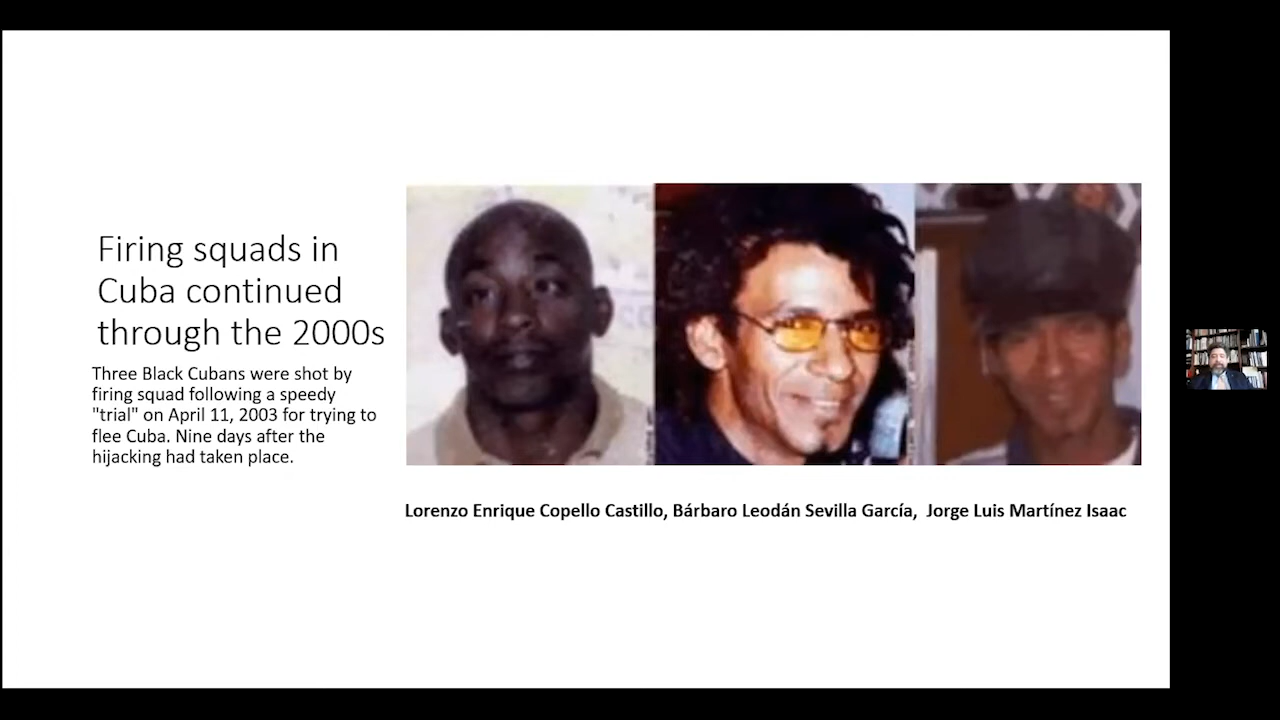 Firing squads in
Cuba continued
through the 2000s
Three Black Cubans were shot by
firing squad following a speedy
"trial" on April 11, 2003 for trying to
flee Cuba. Nine days after the
hijacking had taken place.
Lorenzo Enrique Copello Castillo, Bárbaro Leodán Sevilla García,  Jorge Luis Martínez Isaac